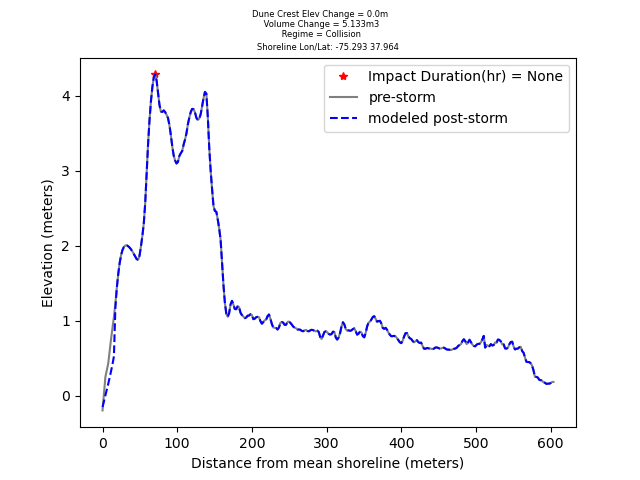 Dune Crest Elev Change = 0.0m
Volume Change = 5.133m3
Regime = Collision
Shoreline Lon/Lat: -75.293 37.964
Impact Duration(hr) = None
pre-storm
modeled post-storm
Elevation (meters)
4
3
2
1
0
0 100 200 300 400 500 600
Distance from mean shoreline (meters)